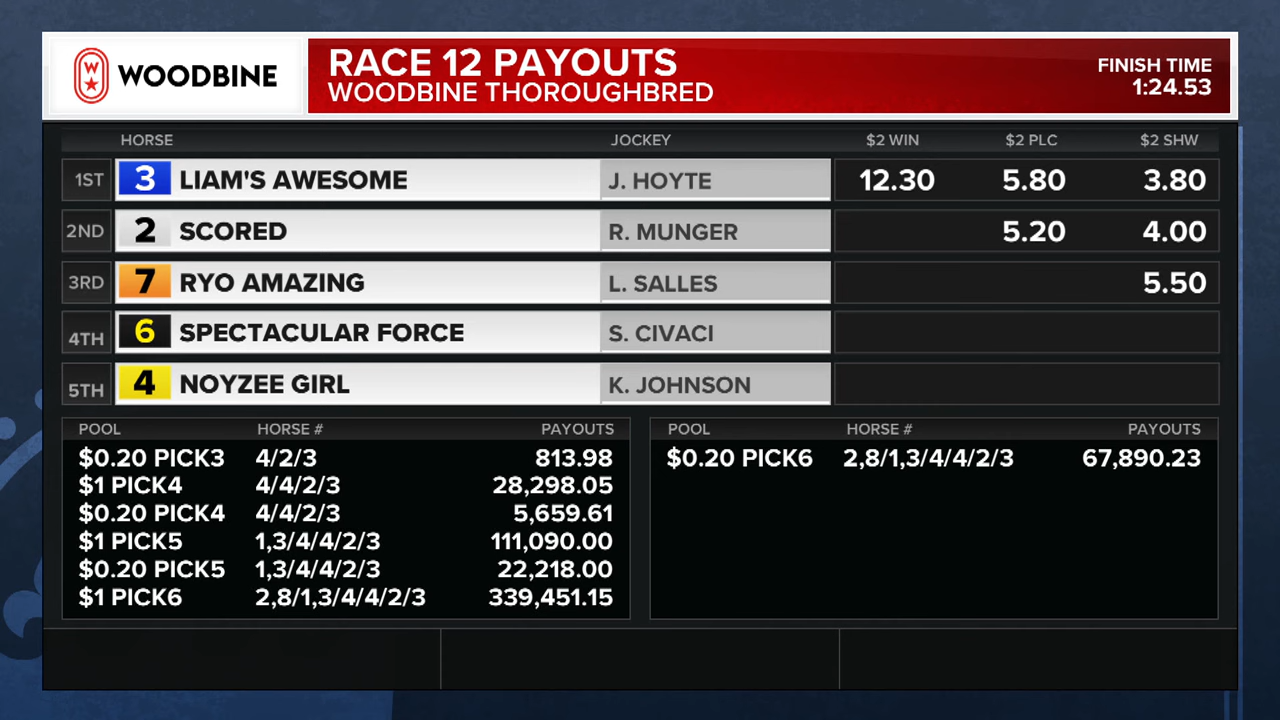 WOODBINE
RACE 12 PAYOUTS
WOODBINE THOROUGHBRED
FINISH TIME
1:24.53
HORSE JOCKEY $2 WIN $2 PLC $2 SHW
1ST 3 LIAM'S AWESOME J. HOYTE 12.30 5.80 3.80
2ND 2 SCORED R. MUNGER 5.20 4.00
3RD 7 RYO AMAZING L. SALLES 5.50
4TH 6 SPECTACULAR FORCE S. CIVACI
5TH 4 NOYZEE GIRL K. JOHNSON
POOL HORSE # PAYOUTS
$0.20 PICK3 4/2/3 813.98
$1 PICK4 4/4/2/3 28,298.05
$0.20 PICK4 4/4/2/3 5,659.61
$1 PICK5 1,3/4/4/2/3 111,090.00
$0.20 PICK5 1,3/4/4/2/3 22,218.00
$1 PICK6 2,8/1,3/4/4/2/3 339,451.15
POOL HORSE # PAYOUTS
$0.20 PICK6 2,8/1,3/4/4/2/3 67,890.23